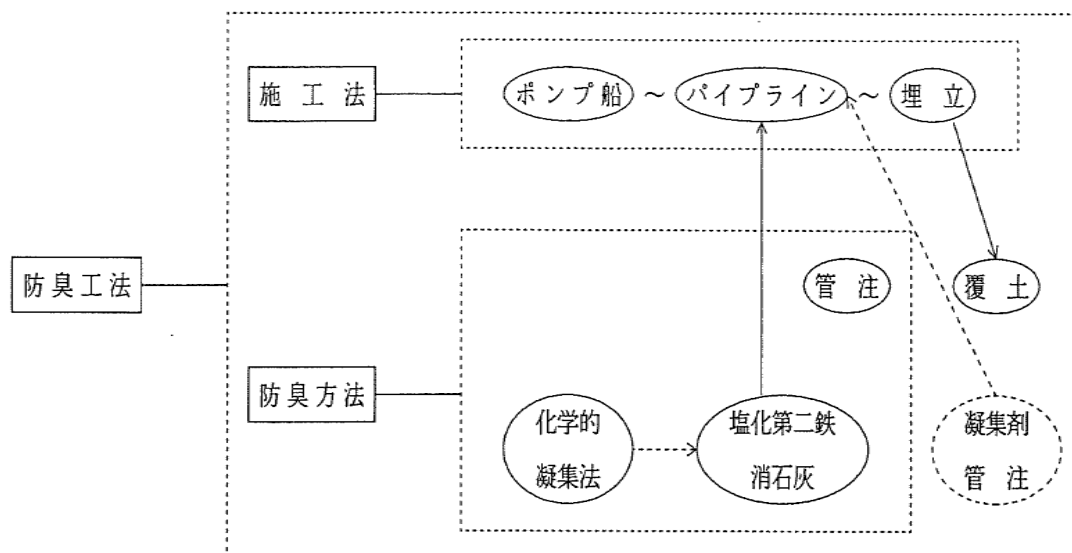 施工法
ポンプ船 ～ パイプライン ～ 埋立
防臭工法
管注
覆土
防臭方法
化学的
凝集法
塩化第二鉄
消石灰
凝集剤
管注